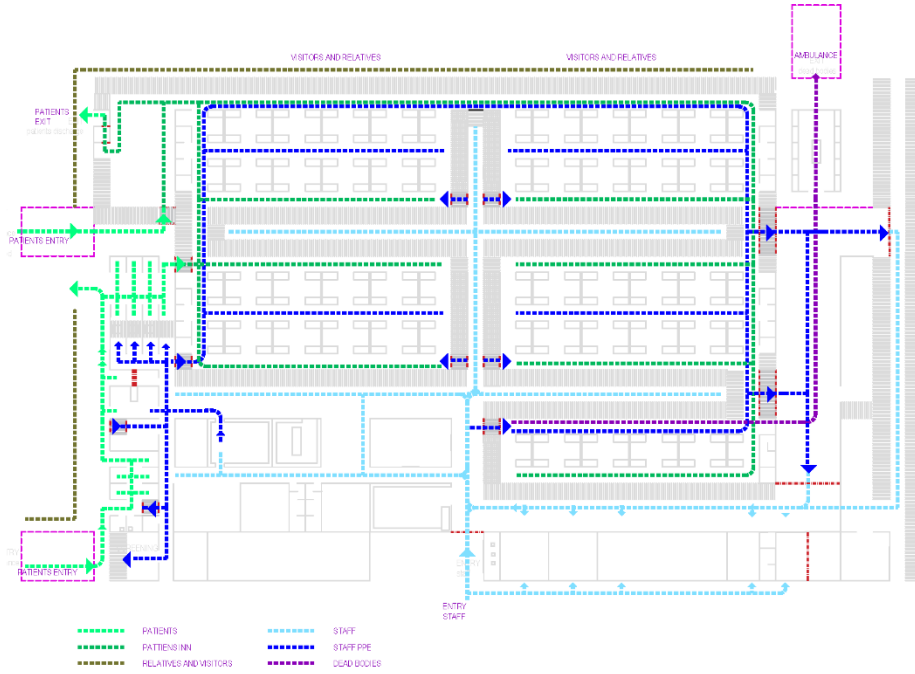 VISITORS AND RELATIVES
VISITORS AND RELATIVES
AMBULANCE
PATIENTS
EXIT
PATIENTS ENTRY
PATIENTS ENTRY
ENTRY
STAFF
PATIENTS
STAFF
PATTIENS INN
STAFF PPE
RELATIVES AND VISITORS
DEAD BODIES